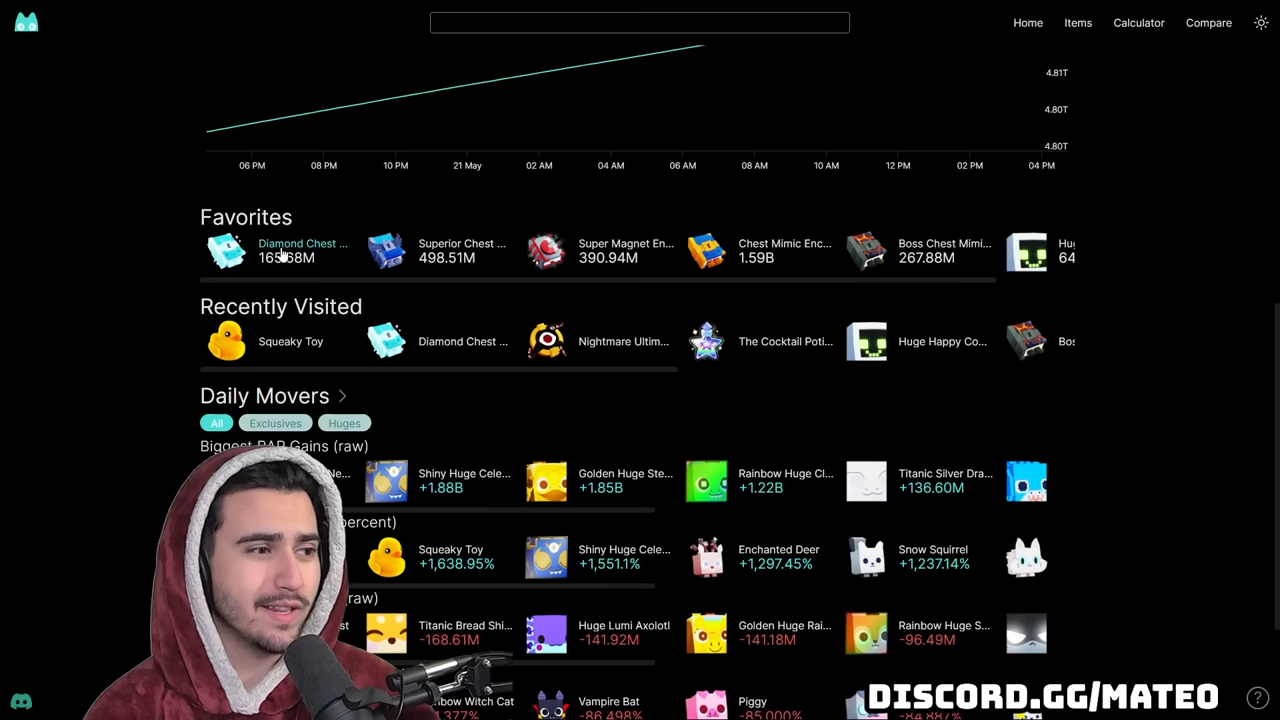 Home Items Calculator Compare
4.81T
4.80T
4.80T
06 PM 08 PM 10 PM 21 May 02 AM 04 AM 06 AM 08 AM 10 AM 12 PM 02 PM 04 PM
Favorites
Diamond Chest ... Superior Chest ... Super Magnet En... Chest Mimic Enc... Boss Chest Mimi... Hug
498.51M 390.94M 1.59B 267.88M 64
Recently Visited
Squeaky Toy Diamond Chest ... Nightmare Ultim... The Cocktail Poti... Huge Happy Co... Bos
Daily Movers >
All Exclusives Huges
Biggest RAP Gains (raw)
Shiny Huge Cele... Golden Huge Ste... Rainbow Huge Cl... Titanic Silver Dra...
+1.88B +1.85B +1.22B +136.60M
percent)
Squeaky Toy Shiny Huge Cele... Enchanted Deer Snow Squirrel
+1,638.95% +1,551.1% +1,297.45% +1,237.14%
(raw)
Titanic Bread Shi... Huge Lumi Axolotl Golden Huge Rai... Rainbow Huge S...
-168.61M -141.92M -141.18M -96.49M
Witch Cat Vampire Bat Piggy
-86.498% -85.000%
DISCORD.GG/MATEO
?